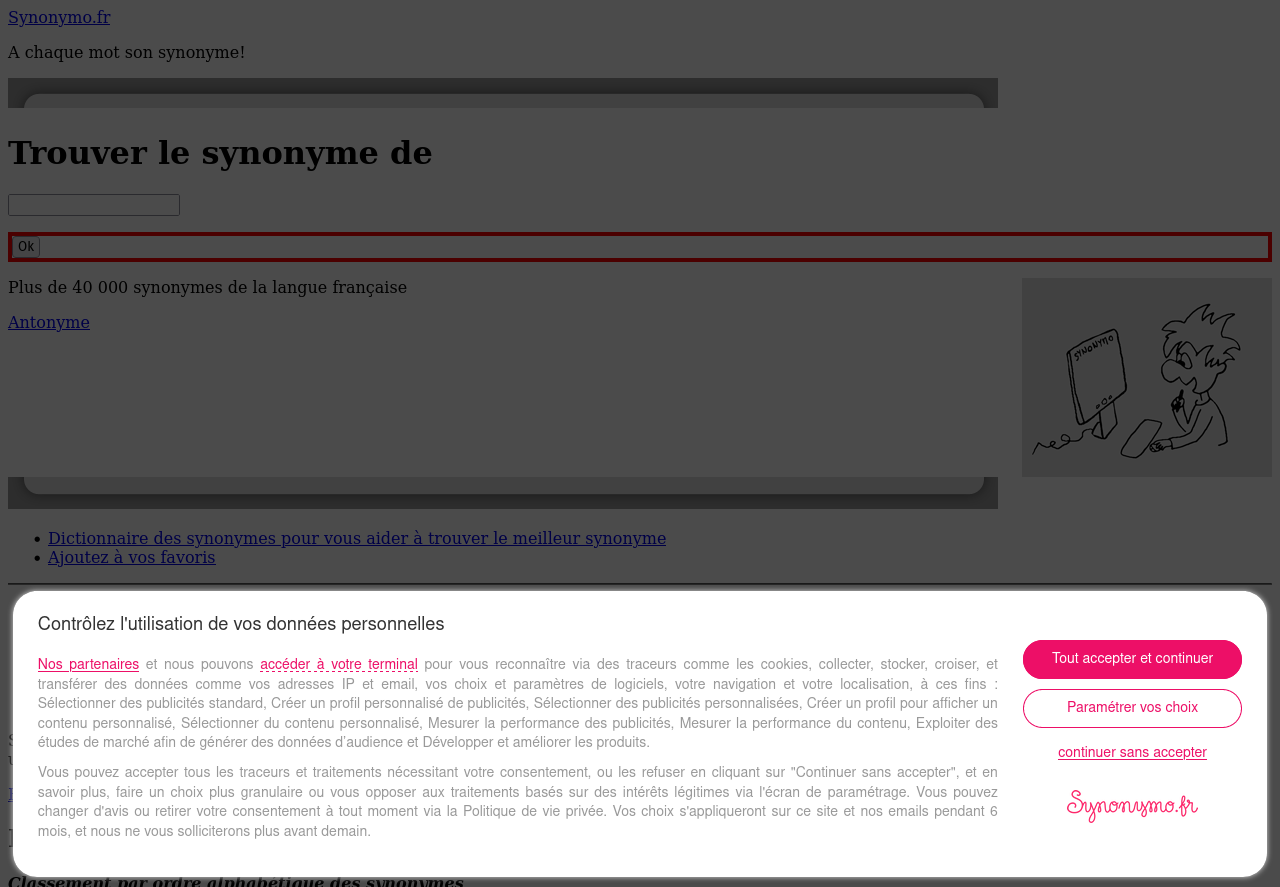 Synonymo.fr
A chaque mot son synonyme!
Trouver le synonyme de
Ok
Plus de 40 000 synonymes de la langue française
SYNONYMO
Antonyme
Dictionnaire des synonymes pour vous aider à trouver le meilleur synonyme
Ajoutez à vos favoris
Contrôlez l'utilisation de vos données personnelles
Nos partenaires et nous pouvons accéder à votre terminal pour vous reconnaître via des traceurs comme les cookies, collecter, stocker, croiser, et
transférer des données comme vos adresses IP et email, vos choix et paramètres de logiciels, votre navigation et votre localisation, à ces fins :
Sélectionner des publicités standard, Créer un profil personnalisé de publicités, Sélectionner des publicités personnalisées, Créer un profil pour afficher un
contenu personnalisé, Sélectionner du contenu personnalisé, Mesurer la performance des publicités, Mesurer la performance du contenu, Exploiter des
études de marché afin de générer des données d'audience et Développer et améliorer les produits.
Vous pouvez accepter tous les traceurs et traitements nécessitant votre consentement, ou les refuser en cliquant sur "Continuer sans accepter", et en
savoir plus, faire un choix plus granulaire ou vous opposer aux traitements basés sur des intérêts légitimes via l'écran de paramétrage. Vous pouvez
changer d'avis ou retirer votre consentement à tout moment via la Politique de vie privée. Vos choix s'appliqueront sur ce site et nos emails pendant 6
mois, et nous ne vous solliciterons plus avant demain.
Tout accepter et continuer
Paramétrer vos choix
continuer sans accepter
Synonymo.fr
Classement par ordre alphabétique des synonymes